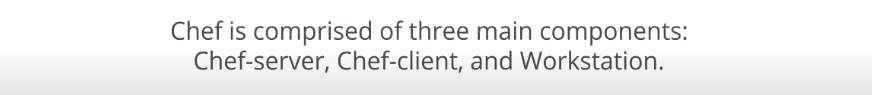 Chef is comprised of three main components:
Chef-server, Chef-client, and Workstation.